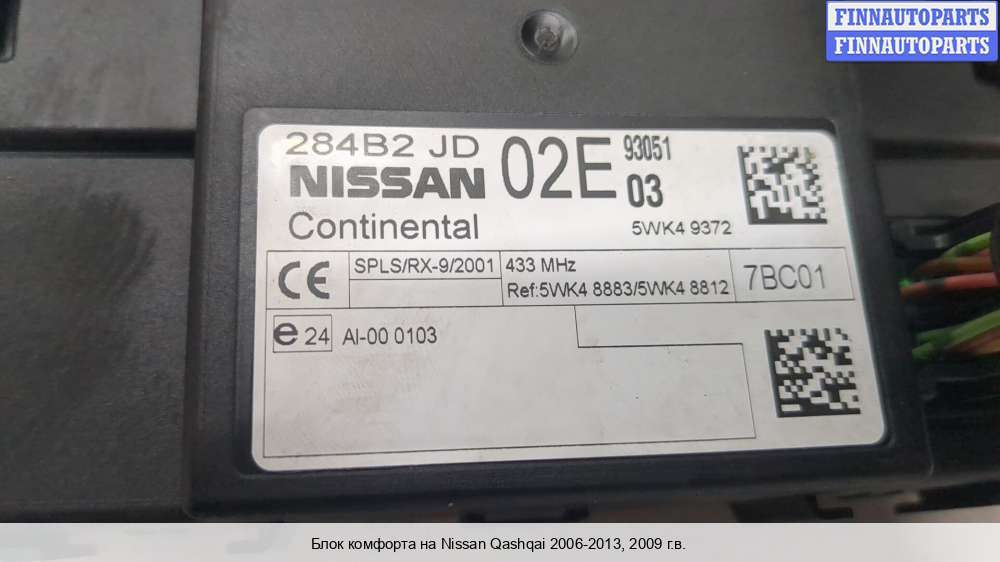 FINNAUTOPARTS
FINNAUTOPARTS
284B2 JD
NISSAN
Continental
02E
93051
03
5WK4 9372
CE
SPLS/RX-9/2001
433 MHz
Ref:5WK4 8883/5WK4 8812
7BC01
e 24
AI-00 0103
Блок комфорта на Nissan Qashqai 2006-2013, 2009 г.в.